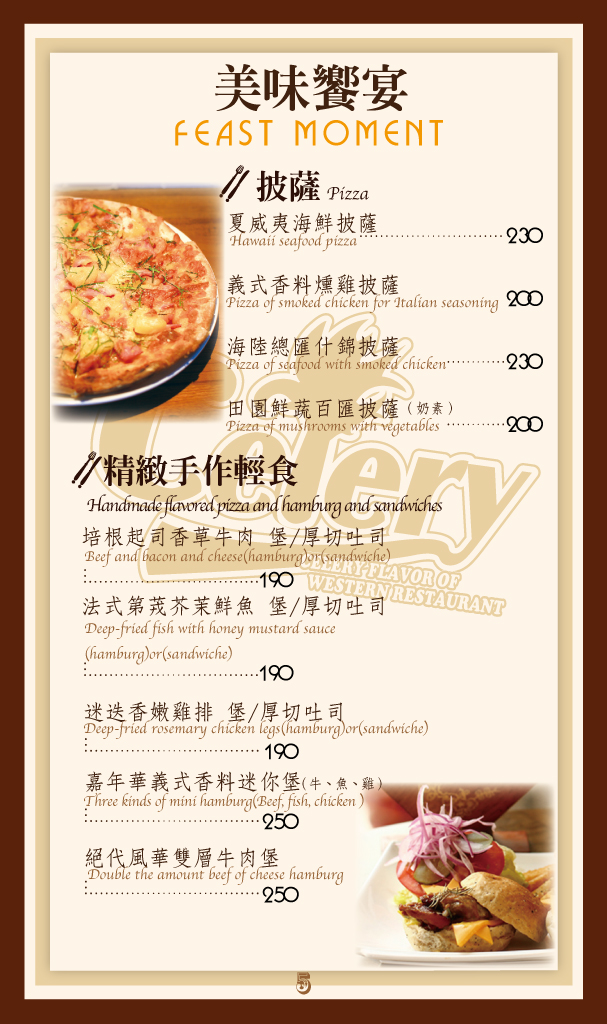 美味饗宴
FEAST MOMENT
披薩 Pizza
夏威夷海鮮披薩
Hawaii seafood pizza 230
義式香料燻雞披薩
Pizza of smoked chicken for Italian seasoning 200
海陸總匯什錦披薩
Pizza of seafood with smoked chicken 230
田園鮮蔬百匯披薩（奶素）
Pizza of mushrooms with vegetables 200
精緻手作輕食
Handmade flavored pizza and hamburg and sandwiches
培根起司香草牛肉 堡/厚切吐司
Beef and bacon and cheese(hamburg)or(sandwiche)
190
法式第茂芥茉鮮魚 堡/厚切吐司
Deep-fried fish with honey mustard sauce
(hamburg)or(sandwiche)
190
迷迭香嫩雞排 堡/厚切吐司
Deep-fried rosemary chicken legs(hamburg)or(sandwiche)
190
嘉年華義式香料迷你堡(牛、魚、雞)
Three kinds of mini hamburg(Beef, fish, chicken )
250
絕代風華雙層牛肉堡
Double the amount beef of cheese hamburg
250
Celery
CELERY-FLAVOR OF
WESTERN RESTAURANT
5